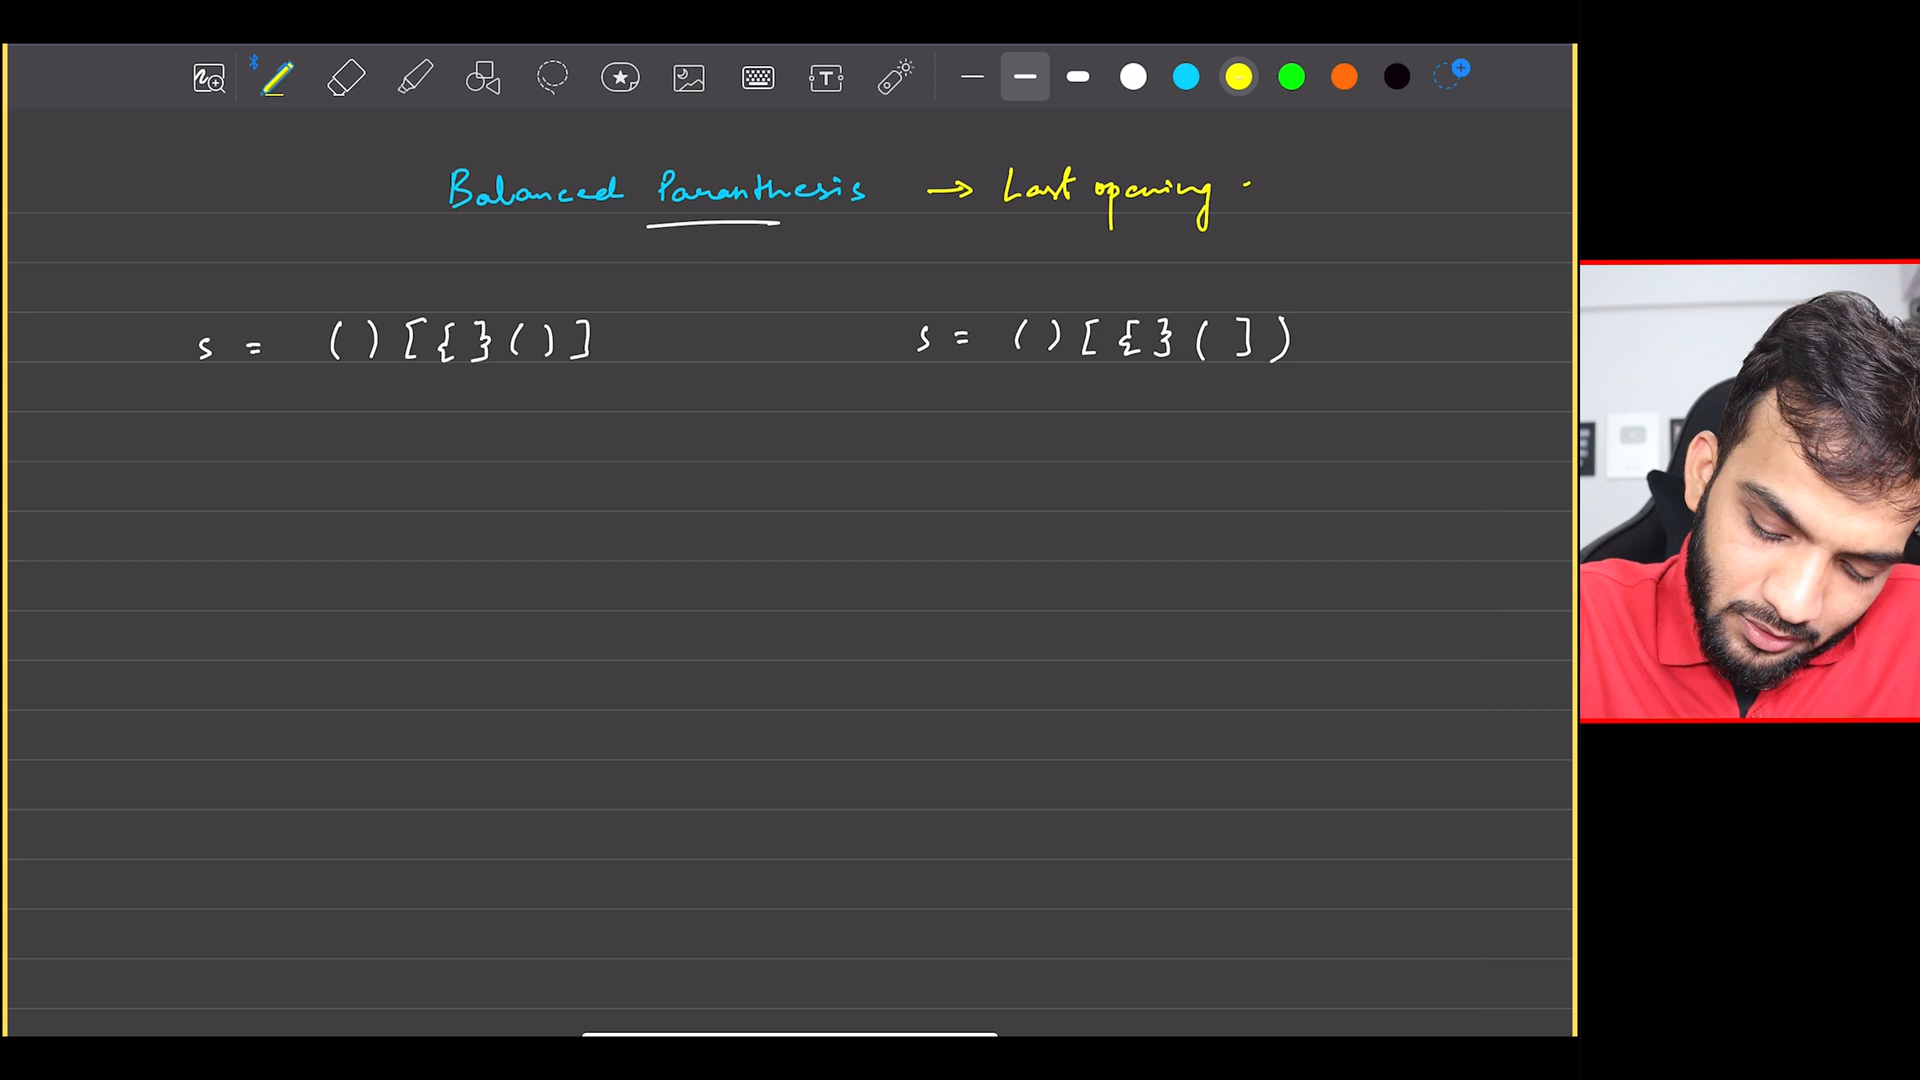 Balanced Paranthesis → Last opening
s = ( ) [ { } ( ) ]
s = ( ) [ { } ( ] )